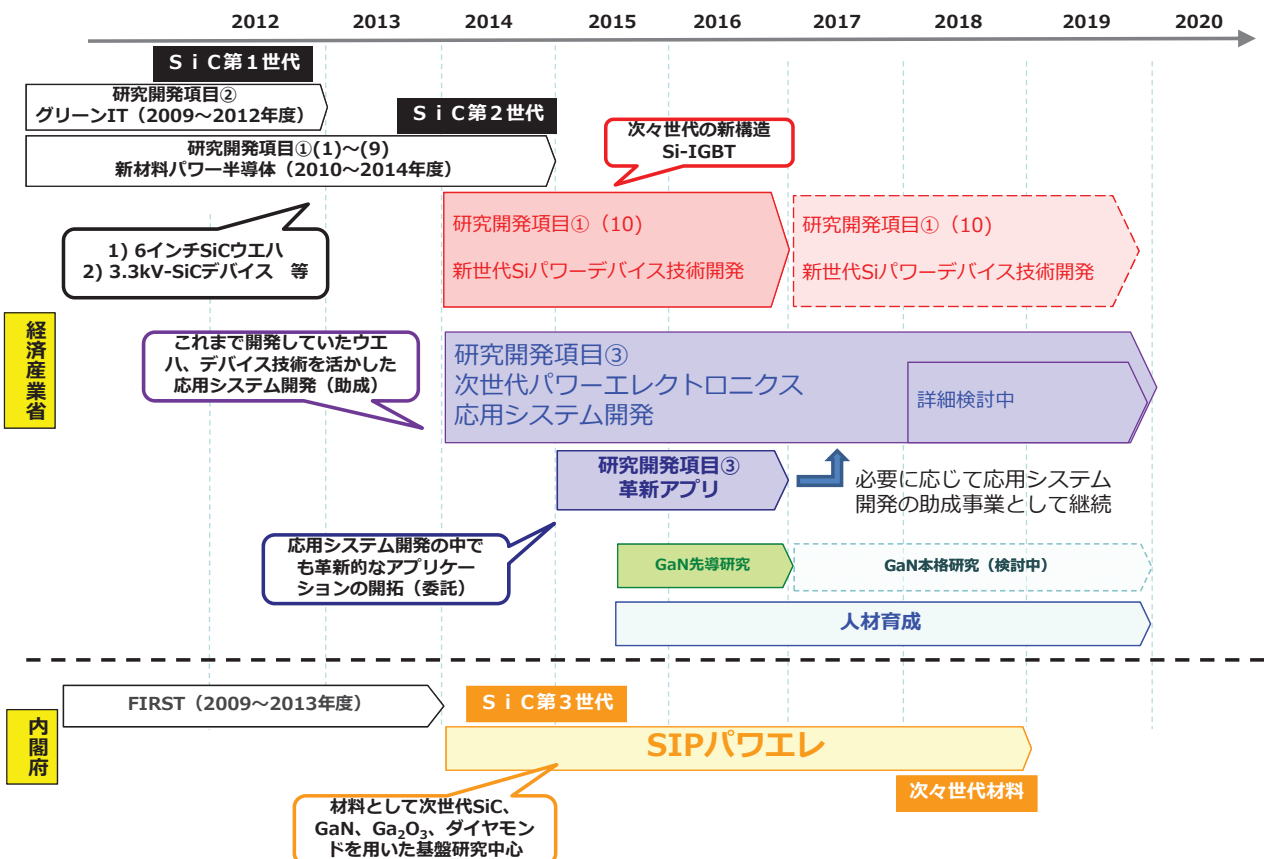 2012 2013 2014 2015 2016 2017 2018 2019 2020
ＳｉＣ第１世代
研究開発項目②
グリーンIT（2009～2012年度）
ＳｉＣ第２世代
研究開発項目①(1)～(9)
新材料パワー半導体（2010～2014年度）
次々世代の新構造
Si-IGBT
1) 6インチSiCウエハ
2) 3.3kV-SiCデバイス　等
研究開発項目①（10）
新世代Siパワーデバイス技術開発
研究開発項目①（10）
新世代Siパワーデバイス技術開発
経済産業省
これまで開発していたウエ
ハ、デバイス技術を活かした
応用システム開発（助成）
研究開発項目③
次世代パワーエレクトロニクス
応用システム開発
詳細検討中
研究開発項目③
革新アプリ
必要に応じて応用システム
開発の助成事業として継続
応用システム開発の中で
も革新的なアプリケー
ションの開拓（委託）
GaN先導研究
GaN本格研究（検討中）
人材育成
内閣府
FIRST（2009～2013年度）
ＳｉＣ第３世代
SIPパワエレ
次々世代材料
材料として次世代SiC、
GaN、Ga₂O₃、ダイヤモン
ドを用いた基盤研究中心